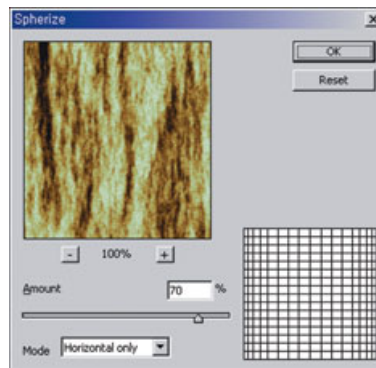 Spherize
OK
Reset
- 100% +
Amount 70 %
Mode Horizontal only